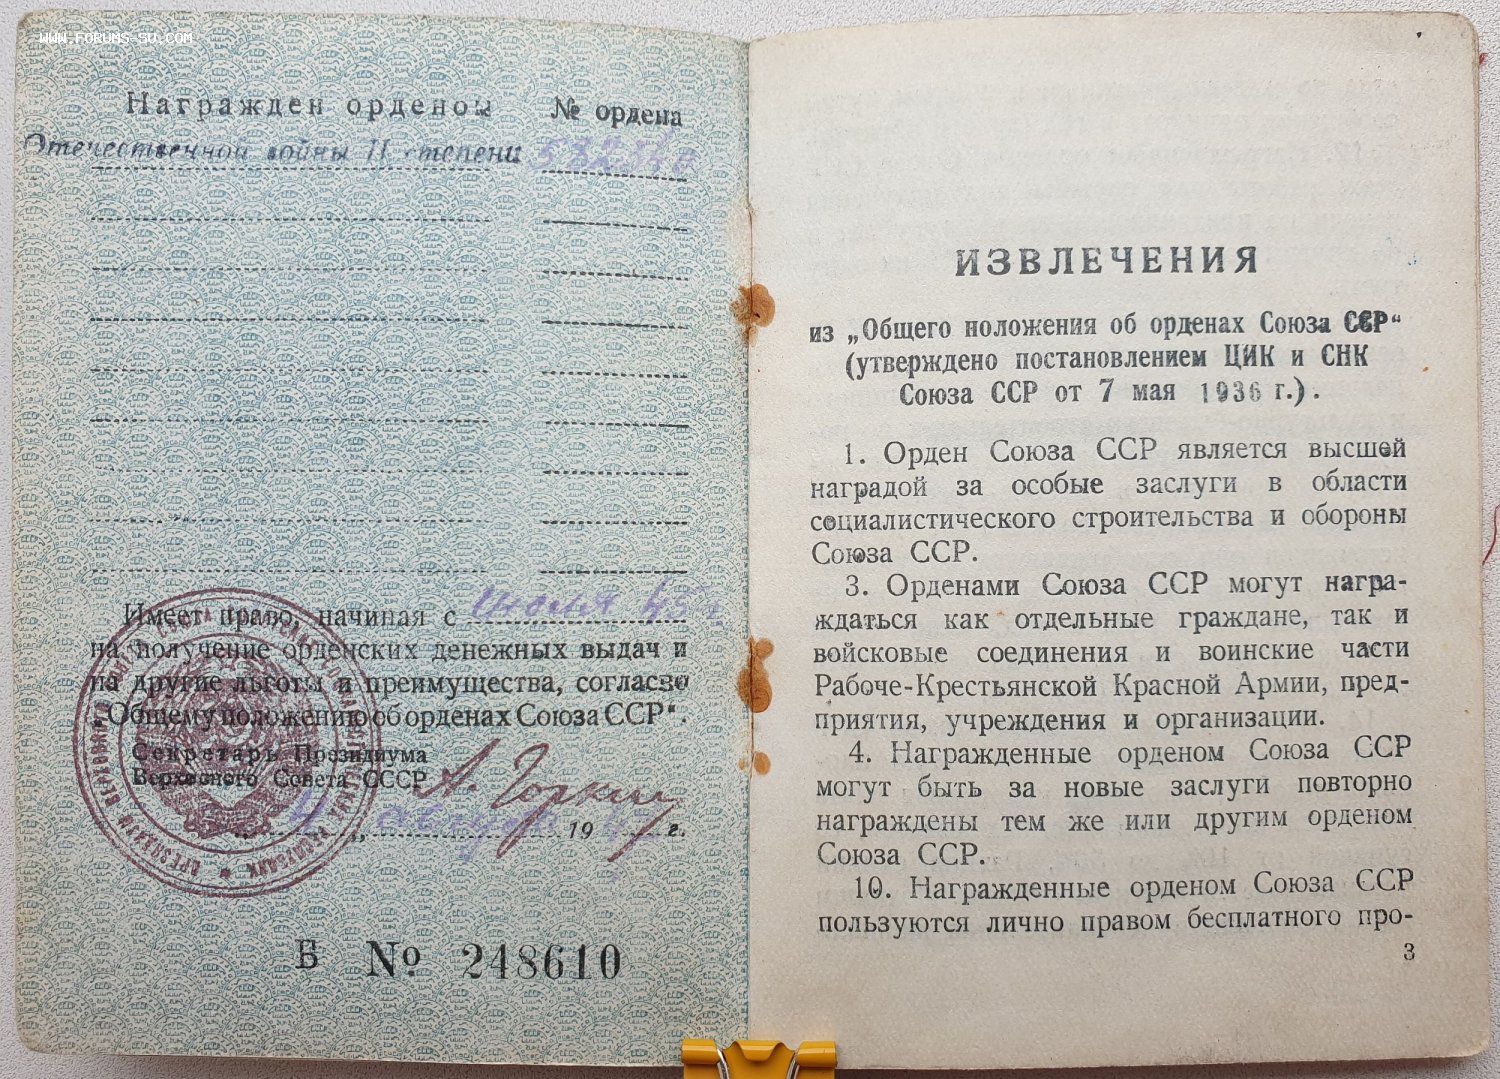 WWW.FORUMS-SU.COM
Награжден орденом № ордена
Отечественной войны II степени
Имеет право, начиная с июля 45 г.
на получение орденских денежных выдач и
на другие льготы и преимущества, согласно
„Общему положению об орденах Союза ССР".
Секретарь Президиума
Верховного Совета СССР
А. Горкин
августа 19 г.
Б № 248610
ИЗВЛЕЧЕНИЯ
из „Общего положения об орденах Союза ССР“
(утверждено постановлением ЦИК и СНК
Союза ССР от 7 мая 1936 г.).
1. Орден Союза ССР является высшей
наградой за особые заслуги в области
социалистического строительства и обороны
Союза ССР.
3. Орденами Союза ССР могут награ-
ждаться как отдельные граждане, так и
войсковые соединения и воинские части
Рабоче-Крестьянской Красной Армии, пред-
приятия, учреждения и организации.
4. Награжденные орденом Союза ССР
могут быть за новые заслуги повторно
награждены тем же или другим орденом
Союза ССР.
10. Награжденные орденом Союза ССР
пользуются лично правом бесплатного про-
3